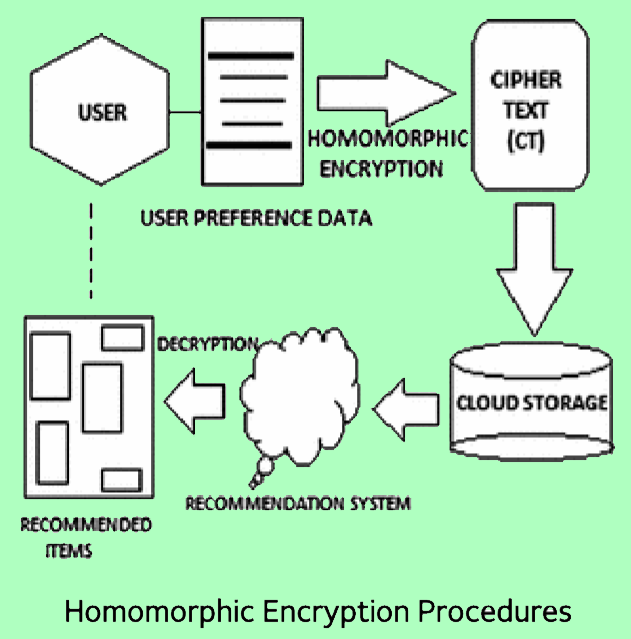 USER
CIPHER
TEXT
(CT)
HOMOMORPHIC
ENCRYPTION
USER PREFERENCE DATA
DECRYPTION
CLOUD STORAGE
RECOMMENDATION SYSTEM
RECOMMENDED
ITEMS
Homomorphic Encryption Procedures